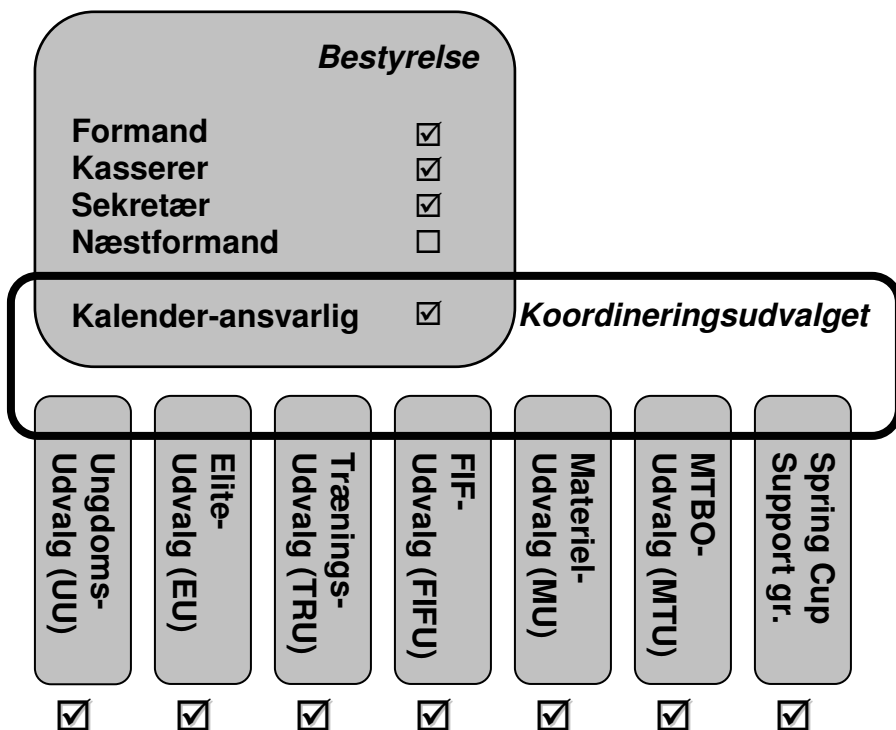 Bestyrelse
Formand ☑
Kasserer ☑
Sekretær ☑
Næstformand ☐
Kalender-ansvarlig ☑
Koordineringsudvalget
Ungdoms-
Udvalg (UU)
Elite-
Udvalg (EU)
Trænings-
Udvalg (TRU)
FIF-
Udvalg (FIFU)
Materiel-
Udvalg (MU)
MTBO-
Udvalg (MTU)
Spring Cup
Support gr.
☑ ☑ ☑ ☑ ☑ ☑ ☑